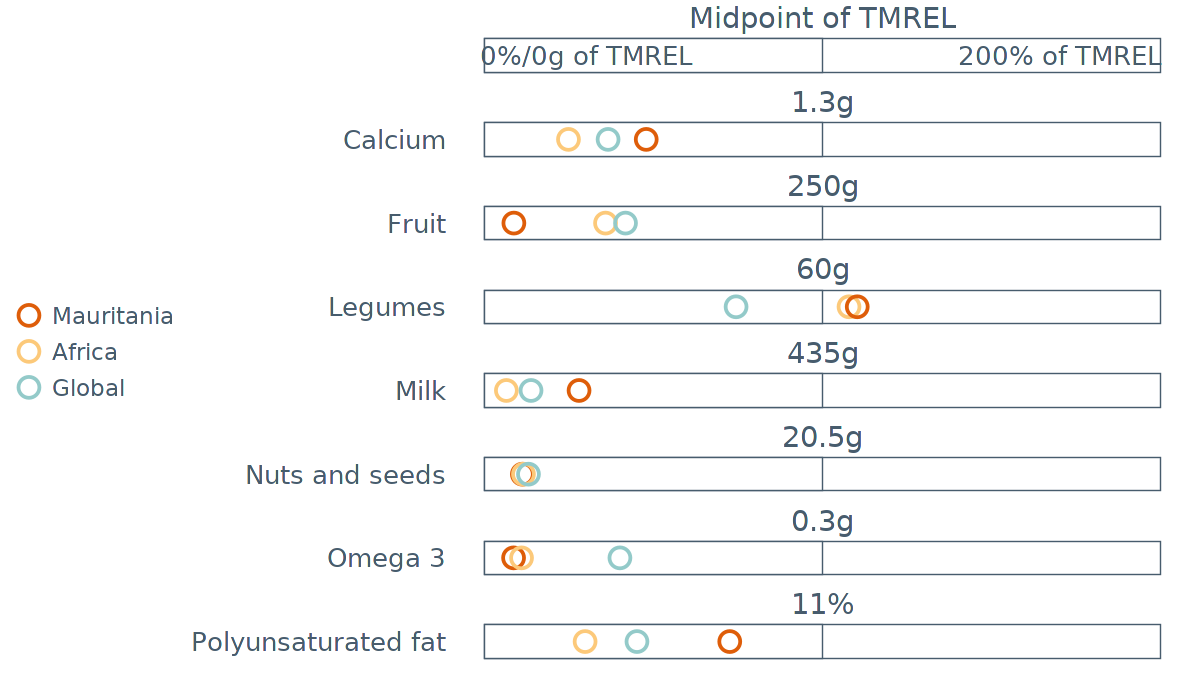 Midpoint of TMREL
0%/0g of TMREL
200% of TMREL
1.3g
Calcium
250g
Fruit
60g
Legumes
435g
Milk
20.5g
Nuts and seeds
0.3g
Omega 3
11%
Polyunsaturated fat
Mauritania
Africa
Global